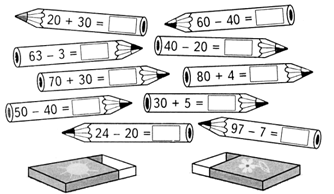 20 + 30 =
60 – 40 =
63 – 3 =
40 – 20 =
70 + 30 =
80 + 4 =
50 – 40 =
30 + 5 =
24 – 20 =
97 – 7 =